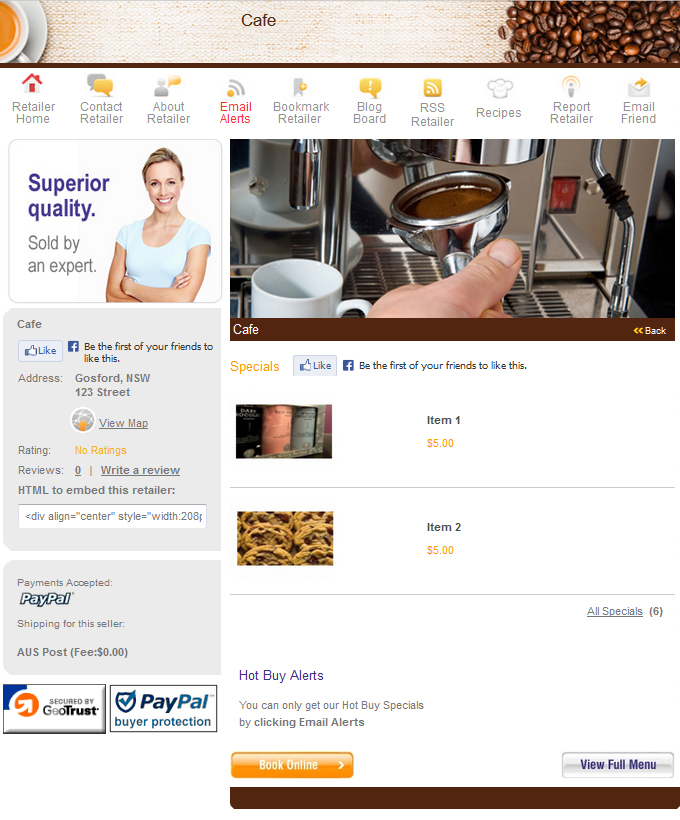 Cafe
Retailer Home
Contact Retailer
About Retailer
Email Alerts
Bookmark Retailer
Blog Board
RSS Retailer
Recipes
Report Retailer
Email Friend
Superior
quality.
Sold by
an expert.
Cafe
Like
Be the first of your friends to
like this.
Address: Gosford, NSW
123 Street
View Map
Rating: No Ratings
Reviews: 0 | Write a review
HTML to embed this retailer:
<div align="center" style="width:208p
Payments Accepted:
PayPal
Shipping for this seller:
AUS Post (Fee:$0.00)
SECURED BY
GeoTrust
PayPal
buyer protection
Cafe
Back
Specials Like Be the first of your friends to like this.
Item 1
$5.00
Item 2
$5.00
All Specials (6)
Hot Buy Alerts
You can only get our Hot Buy Specials
by clicking Email Alerts
Book Online
View Full Menu